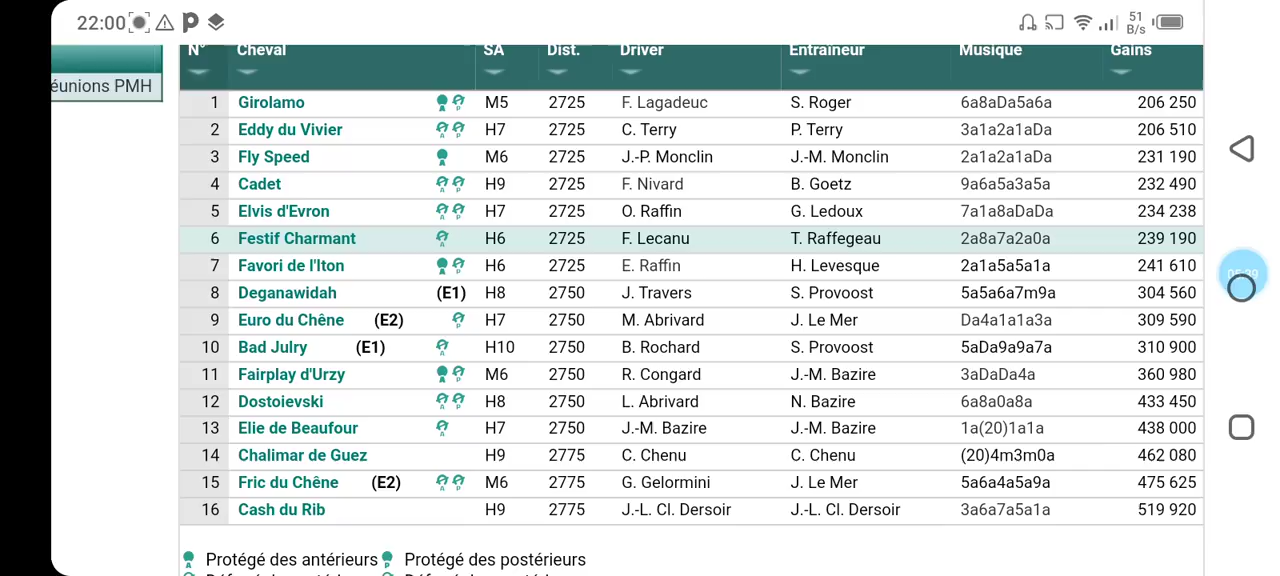 22:00 51 B/s
N° Cheval SA Dist. Driver Entraîneur Musique Gains
éunions PMH
1 Girolamo M5 2725 F. Lagadeuc S. Roger 6a8aDa5a6a 206 250
2 Eddy du Vivier H7 2725 C. Terry P. Terry 3a1a2a1aDa 206 510
3 Fly Speed M6 2725 J.-P. Monclin J.-M. Monclin 2a1a2a1aDa 231 190
4 Cadet H9 2725 F. Nivard B. Goetz 9a6a5a3a5a 232 490
5 Elvis d'Evron H7 2725 O. Raffin G. Ledoux 7a1a8aDaDa 234 238
6 Festif Charmant H6 2725 F. Lecanu T. Raffegeau 2a8a7a2a0a 239 190
7 Favori de l'Iton H6 2725 E. Raffin H. Levesque 2a1a5a5a1a 241 610
8 Deganawidah (E1) H8 2750 J. Travers S. Provoost 5a5a6a7m9a 304 560
9 Euro du Chêne (E2) H7 2750 M. Abrivard J. Le Mer Da4a1a1a3a 309 590
10 Bad Julry (E1) H10 2750 B. Rochard S. Provoost 5aDa9a9a7a 310 900
11 Fairplay d'Urzy M6 2750 R. Congard J.-M. Bazire 3aDaDa4a 360 980
12 Dostoievski H8 2750 L. Abrivard N. Bazire 6a8a0a8a 433 450
13 Elie de Beaufour H7 2750 J.-M. Bazire J.-M. Bazire 1a(20)1a1a 438 000
14 Chalimar de Guez H9 2775 C. Chenu C. Chenu (20)4m3m0a 462 080
15 Fric du Chêne (E2) M6 2775 G. Gelormini J. Le Mer 5a6a4a5a9a 475 625
16 Cash du Rib H9 2775 J.-L. Cl. Dersoir J.-L. Cl. Dersoir 3a6a7a5a1a 519 920
Protégé des antérieurs Protégé des postérieurs